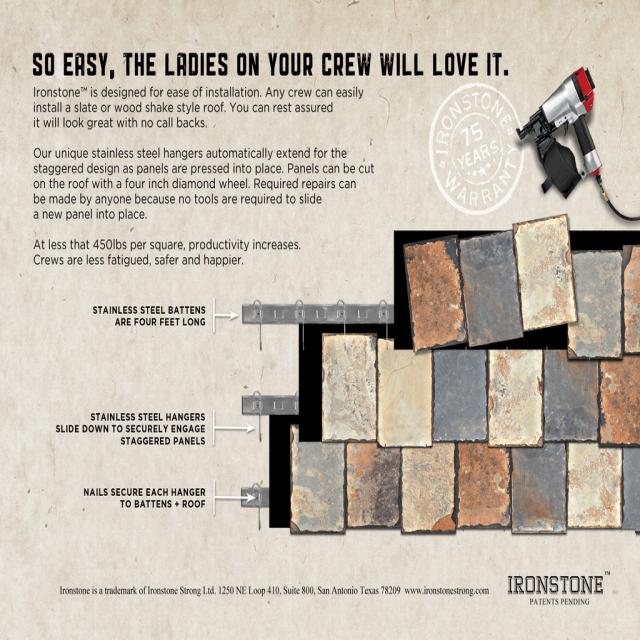 SO EASY, THE LADIES ON YOUR CREW WILL LOVE IT.
Ironstone™ is designed for ease of installation. Any crew can easily
install a slate or wood shake style roof. You can rest assured
it will look great with no call backs.
Our unique stainless steel hangers automatically extend for the
staggered design as panels are pressed into place. Panels can be cut
on the roof with a four inch diamond wheel. Required repairs can
be made by anyone because no tools are required to slide
a new panel into place.
At less that 450lbs per square, productivity increases.
Crews are less fatigued, safer and happier.
IRONSTONE
75
YEARS
WARRANTY
STAINLESS STEEL BATTENS
ARE FOUR FEET LONG
STAINLESS STEEL HANGERS
SLIDE DOWN TO SECURELY ENGAGE
STAGGERED PANELS
NAILS SECURE EACH HANGER
TO BATTENS + ROOF
Ironstone is a trademark of Ironstone Strong Ltd. 1250 NE Loop 410, Suite 800, San Antonio Texas 78209 www.ironstonestrong.com
IRONSTONE™
PATENTS PENDING